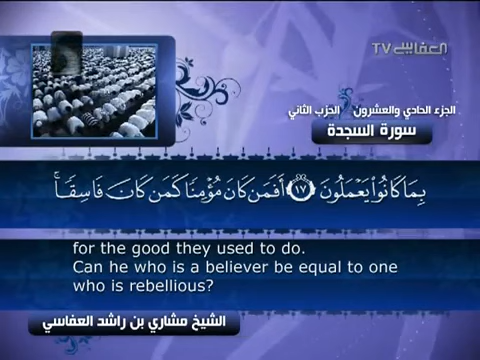 العفاسي TV
الجزء الحادي والعشرون - الحزب الثاني
سورة السجدة
بِمَا كَانُوا۟ يَعْمَلُونَ ١٧ أَفَمَن كَانَ مُؤْمِنًا كَمَن كَانَ فَاسِقًا ۚ
for the good they used to do.
Can he who is a believer be equal to one
who is rebellious?
الشيخ مشاري بن راشد العفاسي